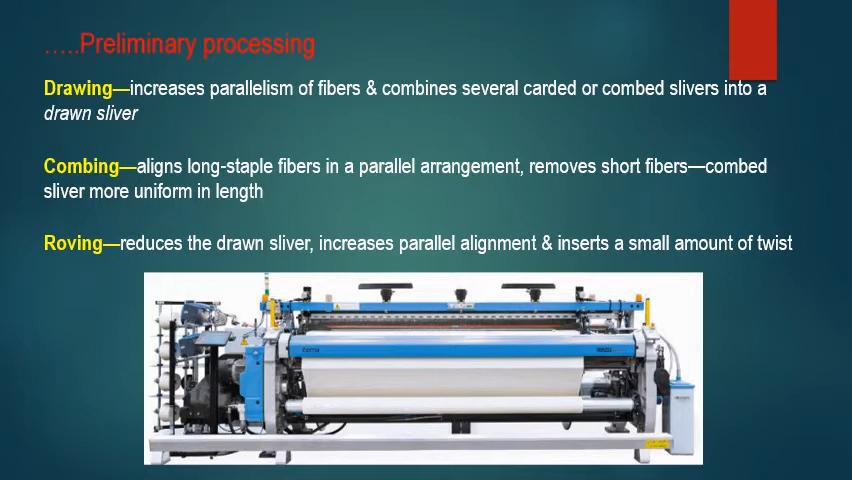 .....Preliminary processing
Drawing—increases parallelism of fibers & combines several carded or combed slivers into a
drawn sliver
Combing—aligns long-staple fibers in a parallel arrangement, removes short fibers—combed
sliver more uniform in length
Roving—reduces the drawn sliver, increases parallel alignment & inserts a small amount of twist